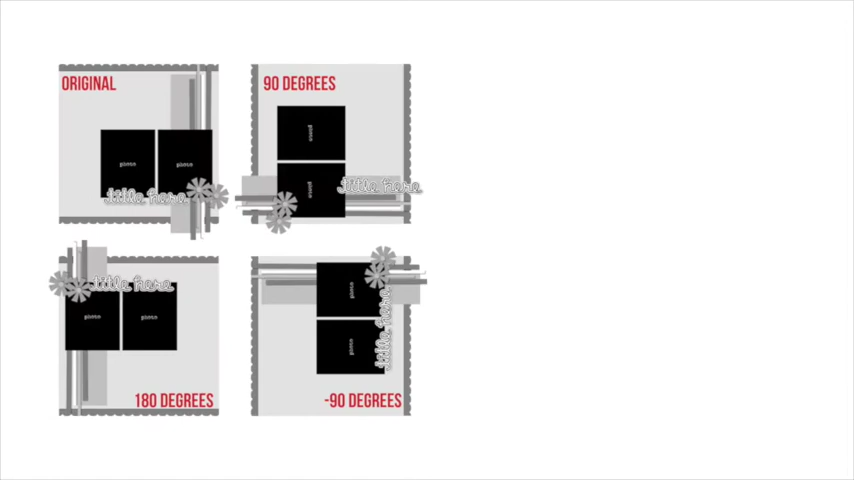 ORIGINAL
90 DEGREES
photo
photo
photo
title here
title here
photo
title here
photo
photo
photo
title here
photo
180 DEGREES
-90 DEGREES